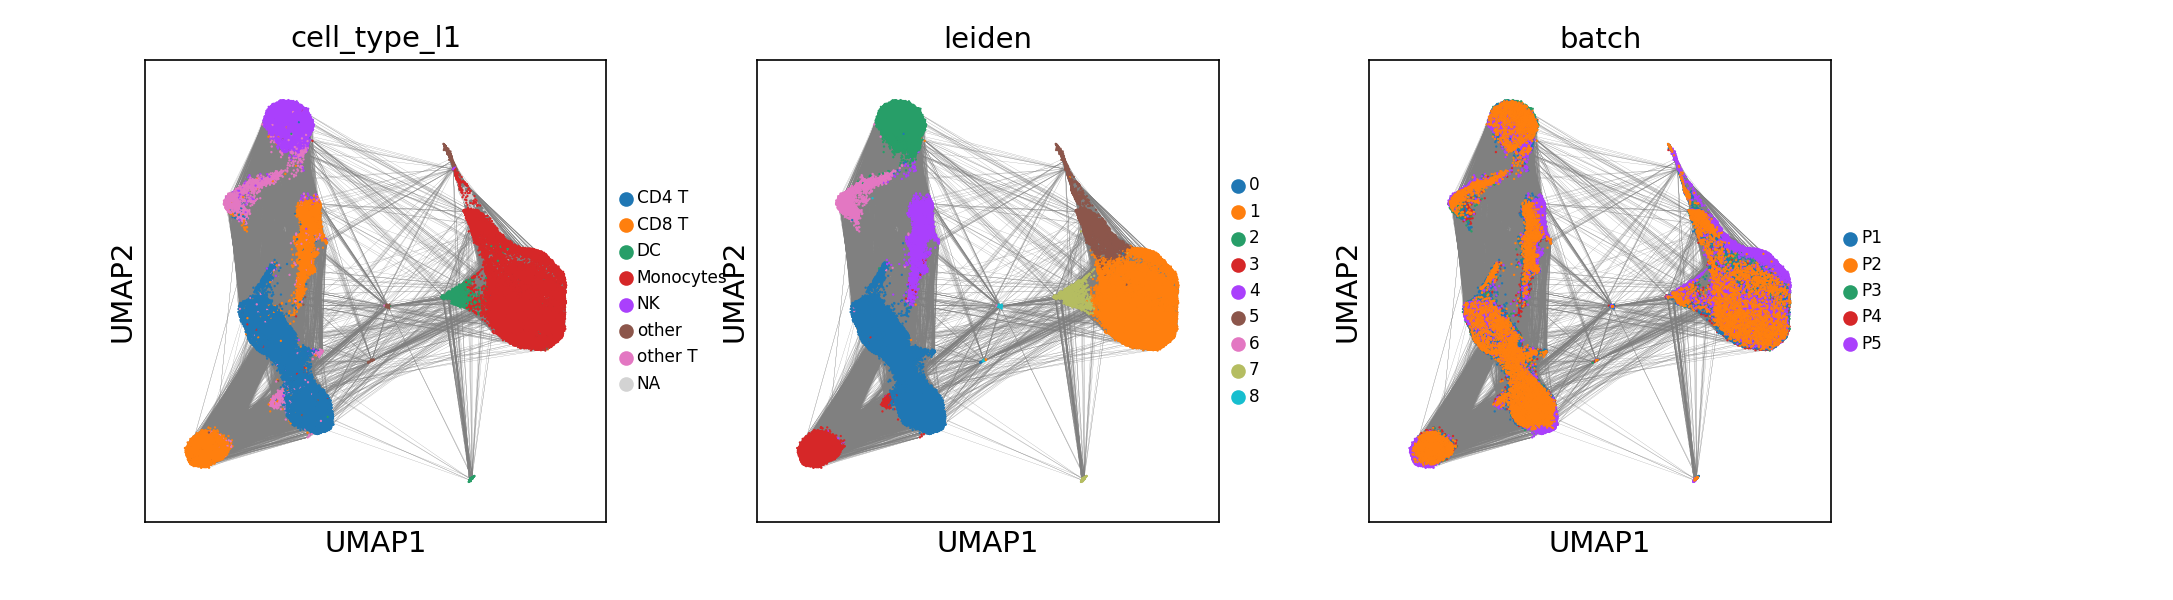 cell_type_l1
UMAP2
UMAP1
CD4 T
CD8 T
DC
Monocytes
NK
other
other T
NA
leiden
UMAP2
UMAP1
0
1
2
3
4
5
6
7
8
batch
UMAP2
UMAP1
P1
P2
P3
P4
P5